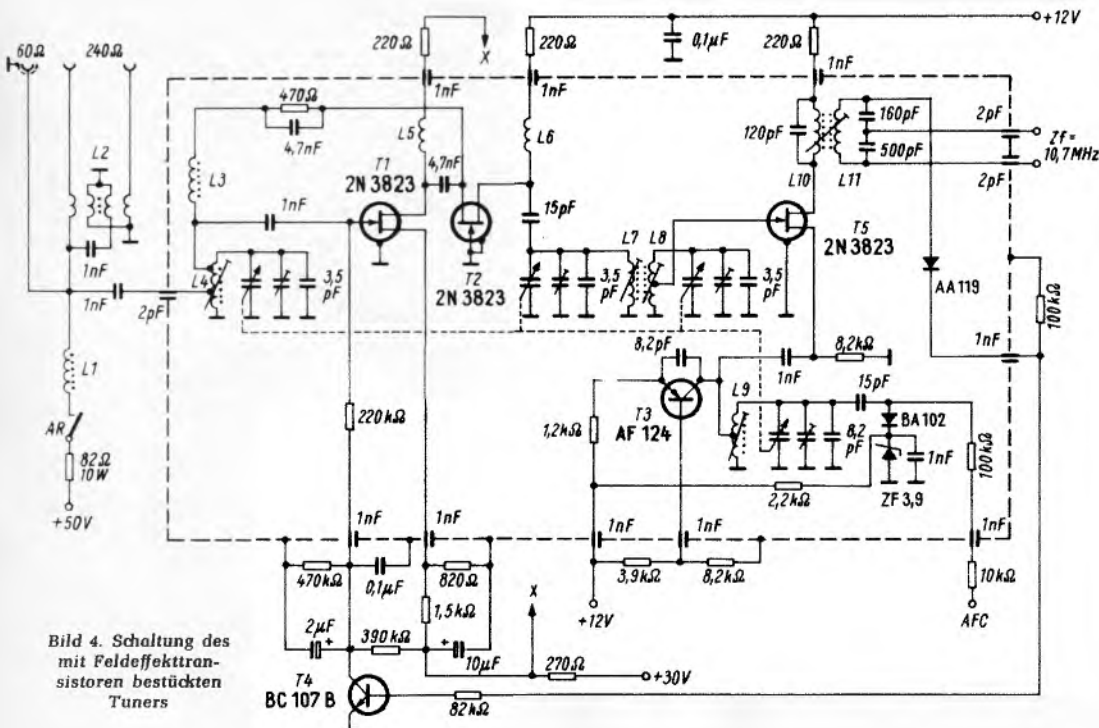 220Ω
X
220Ω
0,1µF
220Ω
+12V
60Ω
240Ω
1nF
1nF
1nF
470Ω
4,7nF
L5
L6
120pF
160pF
500pF
2pF
Zf =
10,7MHz
2pF
L2
L3
T1
2N 3823
4,7nF
L10
L11
1nF
15pF
T5
2N 3823
T2
2N 3823
L7
L8
AA 119
100kΩ
1nF
L4
3,5
pF
3,5
pF
3,5
pF
1nF
2pF
1nF
8,2pF
1nF
8,2kΩ
L1
T3
AF 124
L9
15pF
BA 102
AR
220kΩ
1,2kΩ
8,2
pF
1nF
100kΩ
82Ω
10W
2,2kΩ
ZF 3,9
+50V
1nF
1nF
1nF
1nF
1nF
470kΩ
0,1µF
820Ω
3,9kΩ
8,2kΩ
10kΩ
1,5kΩ
X
+12V
AFC
2µF
+
390kΩ
+
10µF
270Ω
+30V
T4
BC 107 B
82kΩ
Bild 4. Schaltung des
mit Feldeffekttran-
sistoren bestückten
Tuners